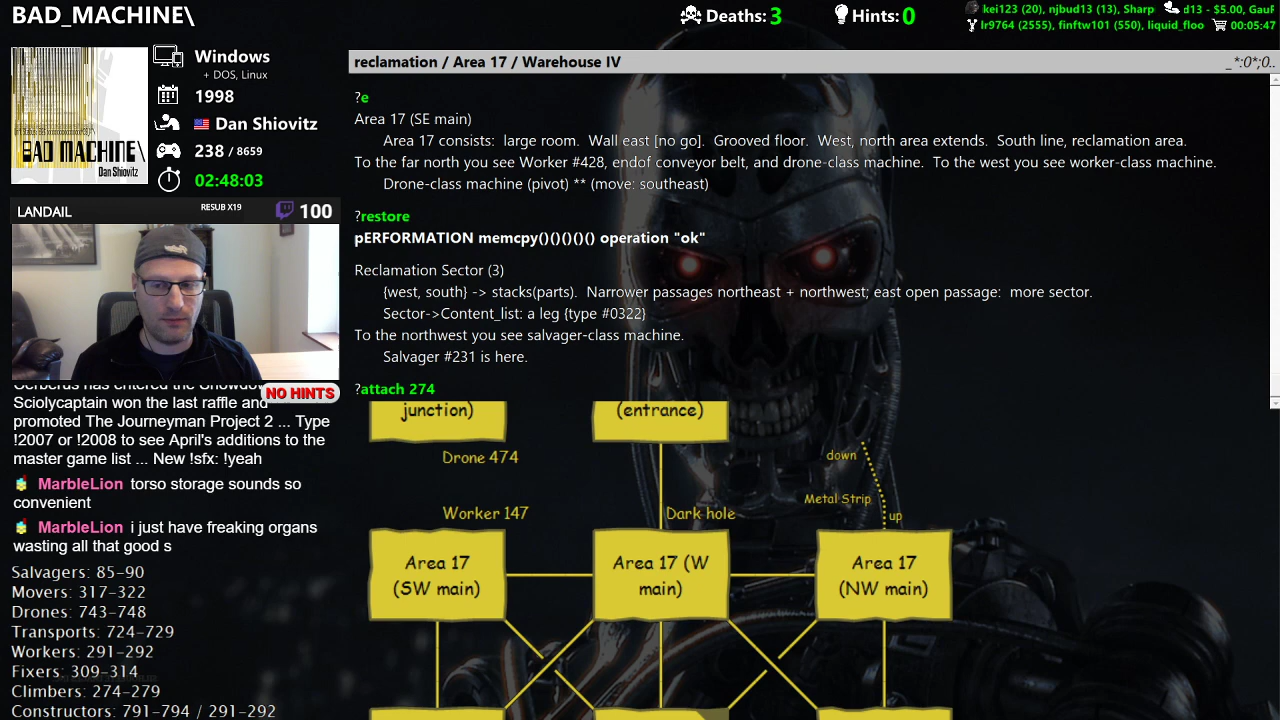 BAD_MACHINE\
Deaths: 3
Hints: 0
kei123 (20), njbud13 (13), Sharp
d13 - $5.00, Gau
lr9764 (2555), finftw101 (550), liquid_floo
00:05:47
BAD MACHINE\
Dan Shiovitz
Windows
+ DOS, Linux
1998
Dan Shiovitz
238 / 8659
02:48:03
LANDAIL
RESUB X19
100
NO HINTS
Cerberus has entered the Showdow
Sciolycaptain won the last raffle and
promoted The Journeyman Project 2 ... Type
!2007 or !2008 to see April's additions to the
master game list ... New !sfx: !yeah
MarbleLion torso storage sounds so
convenient
MarbleLion i just have freaking organs
wasting all that good s
Salvagers: 85-90
Movers: 317-322
Drones: 743-748
Transports: 724-729
Workers: 291-292
Fixers: 309-314
Climbers: 274-279
Constructors: 791-794 / 291-292
reclamation / Area 17 / Warehouse IV
_*:0*;0..
?e
Area 17 (SE main)
Area 17 consists: large room. Wall east [no go]. Grooved floor. West, north area extends. South line, reclamation area.
To the far north you see Worker #428, endof conveyor belt, and drone-class machine. To the west you see worker-class machine.
Drone-class machine (pivot) ** (move: southeast)
?restore
pERFORMATION memcpy()()()()() operation "ok"
Reclamation Sector (3)
{west, south} -> stacks(parts). Narrower passages northeast + northwest; east open passage: more sector.
Sector->Content_list: a leg {type #0322}
To the northwest you see salvager-class machine.
Salvager #231 is here.
?attach 274
junction)
(entrance)
Drone 474
down
Metal Strip
Worker 147
Dark hole
up
Area 17
(SW main)
Area 17 (W
main)
Area 17
(NW main)